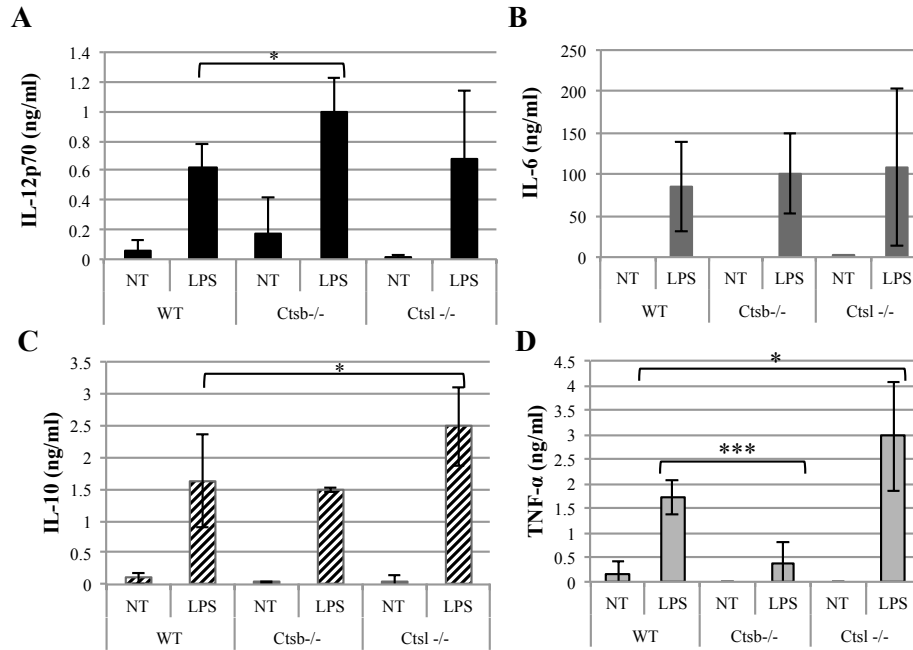 A
IL-12p70 (ng/ml)
1.4
1.2
1
0.8
0.6
0.4
0.2
0
*
NT LPS NT LPS NT LPS
WT Ctsb-/- Ctsl -/-
B
IL-6 (ng/ml)
250
200
150
100
50
0
NT LPS NT LPS NT LPS
WT Ctsb-/- Ctsl -/-
C
IL-10 (ng/ml)
3.5
3
2.5
2
1.5
1
0.5
0
*
NT LPS NT LPS NT LPS
WT Ctsb-/- Ctsl -/-
D
TNF-α (ng/ml)
4.5
4
3.5
3
2.5
2
1.5
1
0.5
0
*
***
NT LPS NT LPS NT LPS
WT Ctsb-/- Ctsl -/-